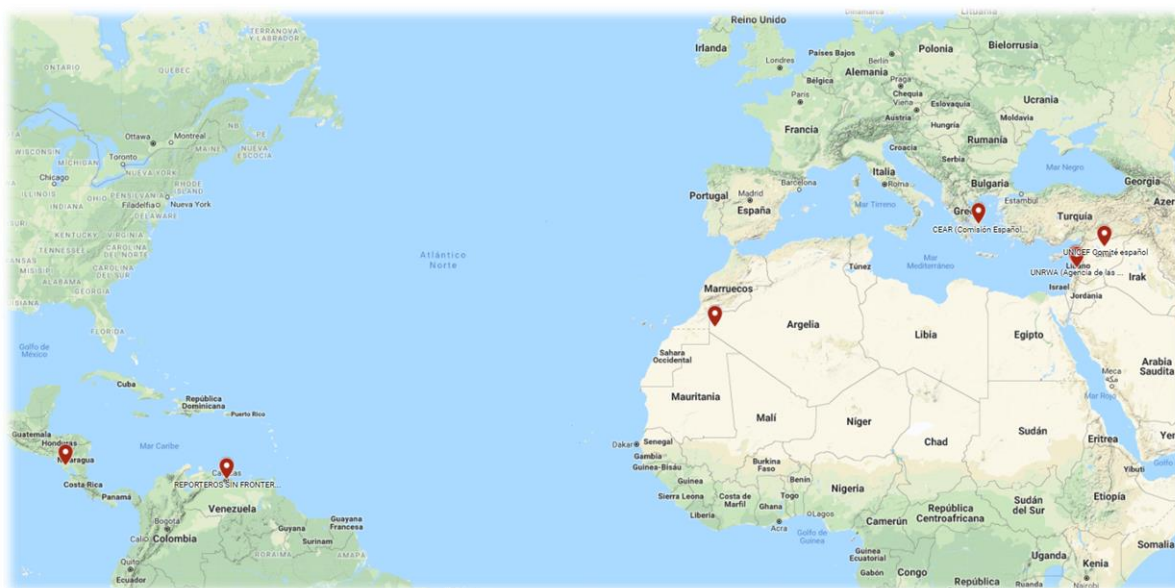 TERRANOVA
Y LABRADOR
ONTARIO
QUEBEC
NB
PE
MAINE
NUEVA
ESCOCIA
Ottawa
Montreal
Toronto
WISCONSIN
MICHIGAN
NUEVA YORK
Chicago
RHODE
ISLAND
ILLINOIS
INDIANA
OHIO
PENSILVANIA
Filadelfia
Nueva York
DELAWARE
KENTUCKY
VIRGINIA
TENNESSEE
CAROLINA
DEL NORTE
MISISIPI
CAROLINA
DEL SUR
GEORGIA
FLORIDA
Golfo de
México
Cuba
República
Dominicana
Puerto Rico
Guatemala
Honduras
Mar Caribe
Nicaragua
Costa Rica
Panamá
REPORTEROS SIN FRONTER...
Venezuela
Bogotá
Colombia
Cali
Guyana
Surinam
Guayana
Francesa
RORAIMA
AMAPÁ
Quito
Ecuador
Atlántico
Norte
Reino Unido
Irlanda
Londres
Países Bajos
Berlín
Polonia
Bielorrusia
Bélgica
Alemania
Praga
Chequia
París
Viena
Eslovaquia
Ucrania
Moldavia
Austria
Hungría
Francia
Croacia
Rumanía
Serbia
Italia
Bulgaria
Mar Negro
Georgia
Portugal
Madrid
España
Barcelona
Roma
Mar Tirreno
Estambul
Turquía
CEAR (Comisión Español...
UNICEF Comité español
UNRWA (Agencia de las ...
Líbano
Israel
Jordania
Irak
Túnez
Mar
Mediterráneo
Marruecos
Argelia
Libia
Egipto
Sahara
Occidental
Arabia
Saudita
Meca
Mar Rojo
Mauritania
Malí
Níger
Chad
Sudán
Eritrea
Dakar
Senegal
Gambia
Guinea-Bisáu
Burkina
Faso
Guinea
Benín
Yibuti
Sierra Leona
Costa de
Marfil
Togo
Ghana
Nigeria
Liberia
Lagos
Acra
Golfo de
Guinea
Camerún
República
Centroafricana
Sudán
del Sur
Etiopía
Somalia
Guinea
Ecuatorial
Gabón
Congo
República
Uganda
Kenia
Nairobi
Ruanda